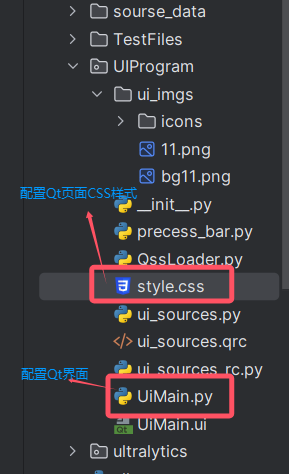 sourse_data
TestFiles
UIProgram
ui_imgs
icons
11.png
bg11.png
配置Qt页面CSS样式
__init__.py
precess_bar.py
QssLoader.py
style.css
ui_sources.py
ui_sources.qrc
配置Qt界面
ui_sources_rc.py
UiMain.py
Qt UiMain.ui
ultralytics